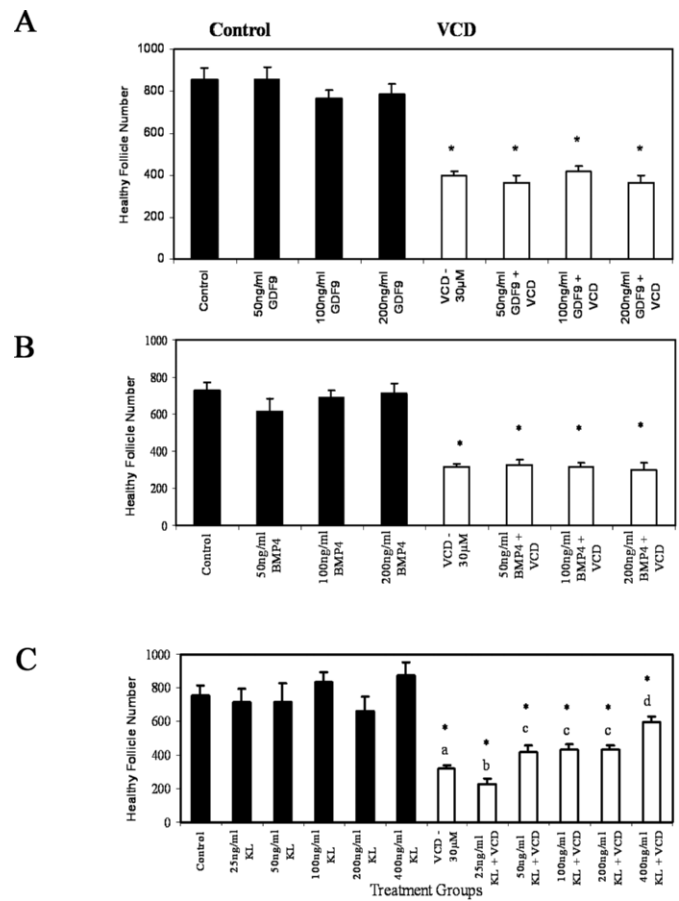 A
Control VCD
Healthy Follicle Number
1000
800
600
400
200
0
* * * *
Control
50ng/ml
GDF9
100ng/ml
GDF9
200ng/ml
GDF9
VCD -
30µM
50ng/ml
GDF9 +
VCD
100ng/ml
GDF9 +
VCD
200ng/ml
GDF9 +
VCD
B
Healthy Follicle Number
1000
800
600
400
200
0
* * * *
Control
50ng/ml
BMP4
100ng/ml
BMP4
200ng/ml
BMP4
VCD -
30µM
50ng/ml
BMP4 +
VCD
100ng/ml
BMP4 +
VCD
200ng/ml
BMP4 +
VCD
C
Healthy Follicle Number
1000
800
600
400
200
0
* * * * * *
a b c c c d
Control
25ng/ml
KL
50ng/ml
KL
100ng/ml
KL
200ng/ml
KL
400ng/ml
KL
VCD -
30µM
25ng/ml
KL + VCD
50ng/ml
KL + VCD
100ng/ml
KL + VCD
200ng/ml
KL + VCD
400ng/ml
KL + VCD
Treatment Groups